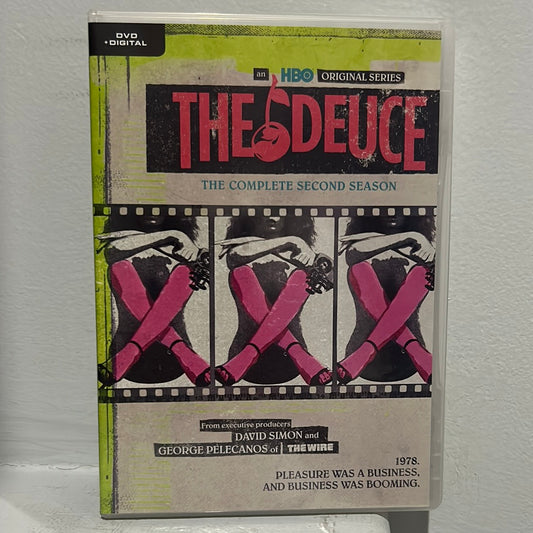 DVD
+DIGITAL
an HBO ORIGINAL SERIES
THE DEUCE
THE COMPLETE SECOND SEASON
From executive producers
DAVID SIMON and
GEORGE PELECANOS of THE WIRE
1978.
PLEASURE WAS A BUSINESS,
AND BUSINESS WAS BOOMING.